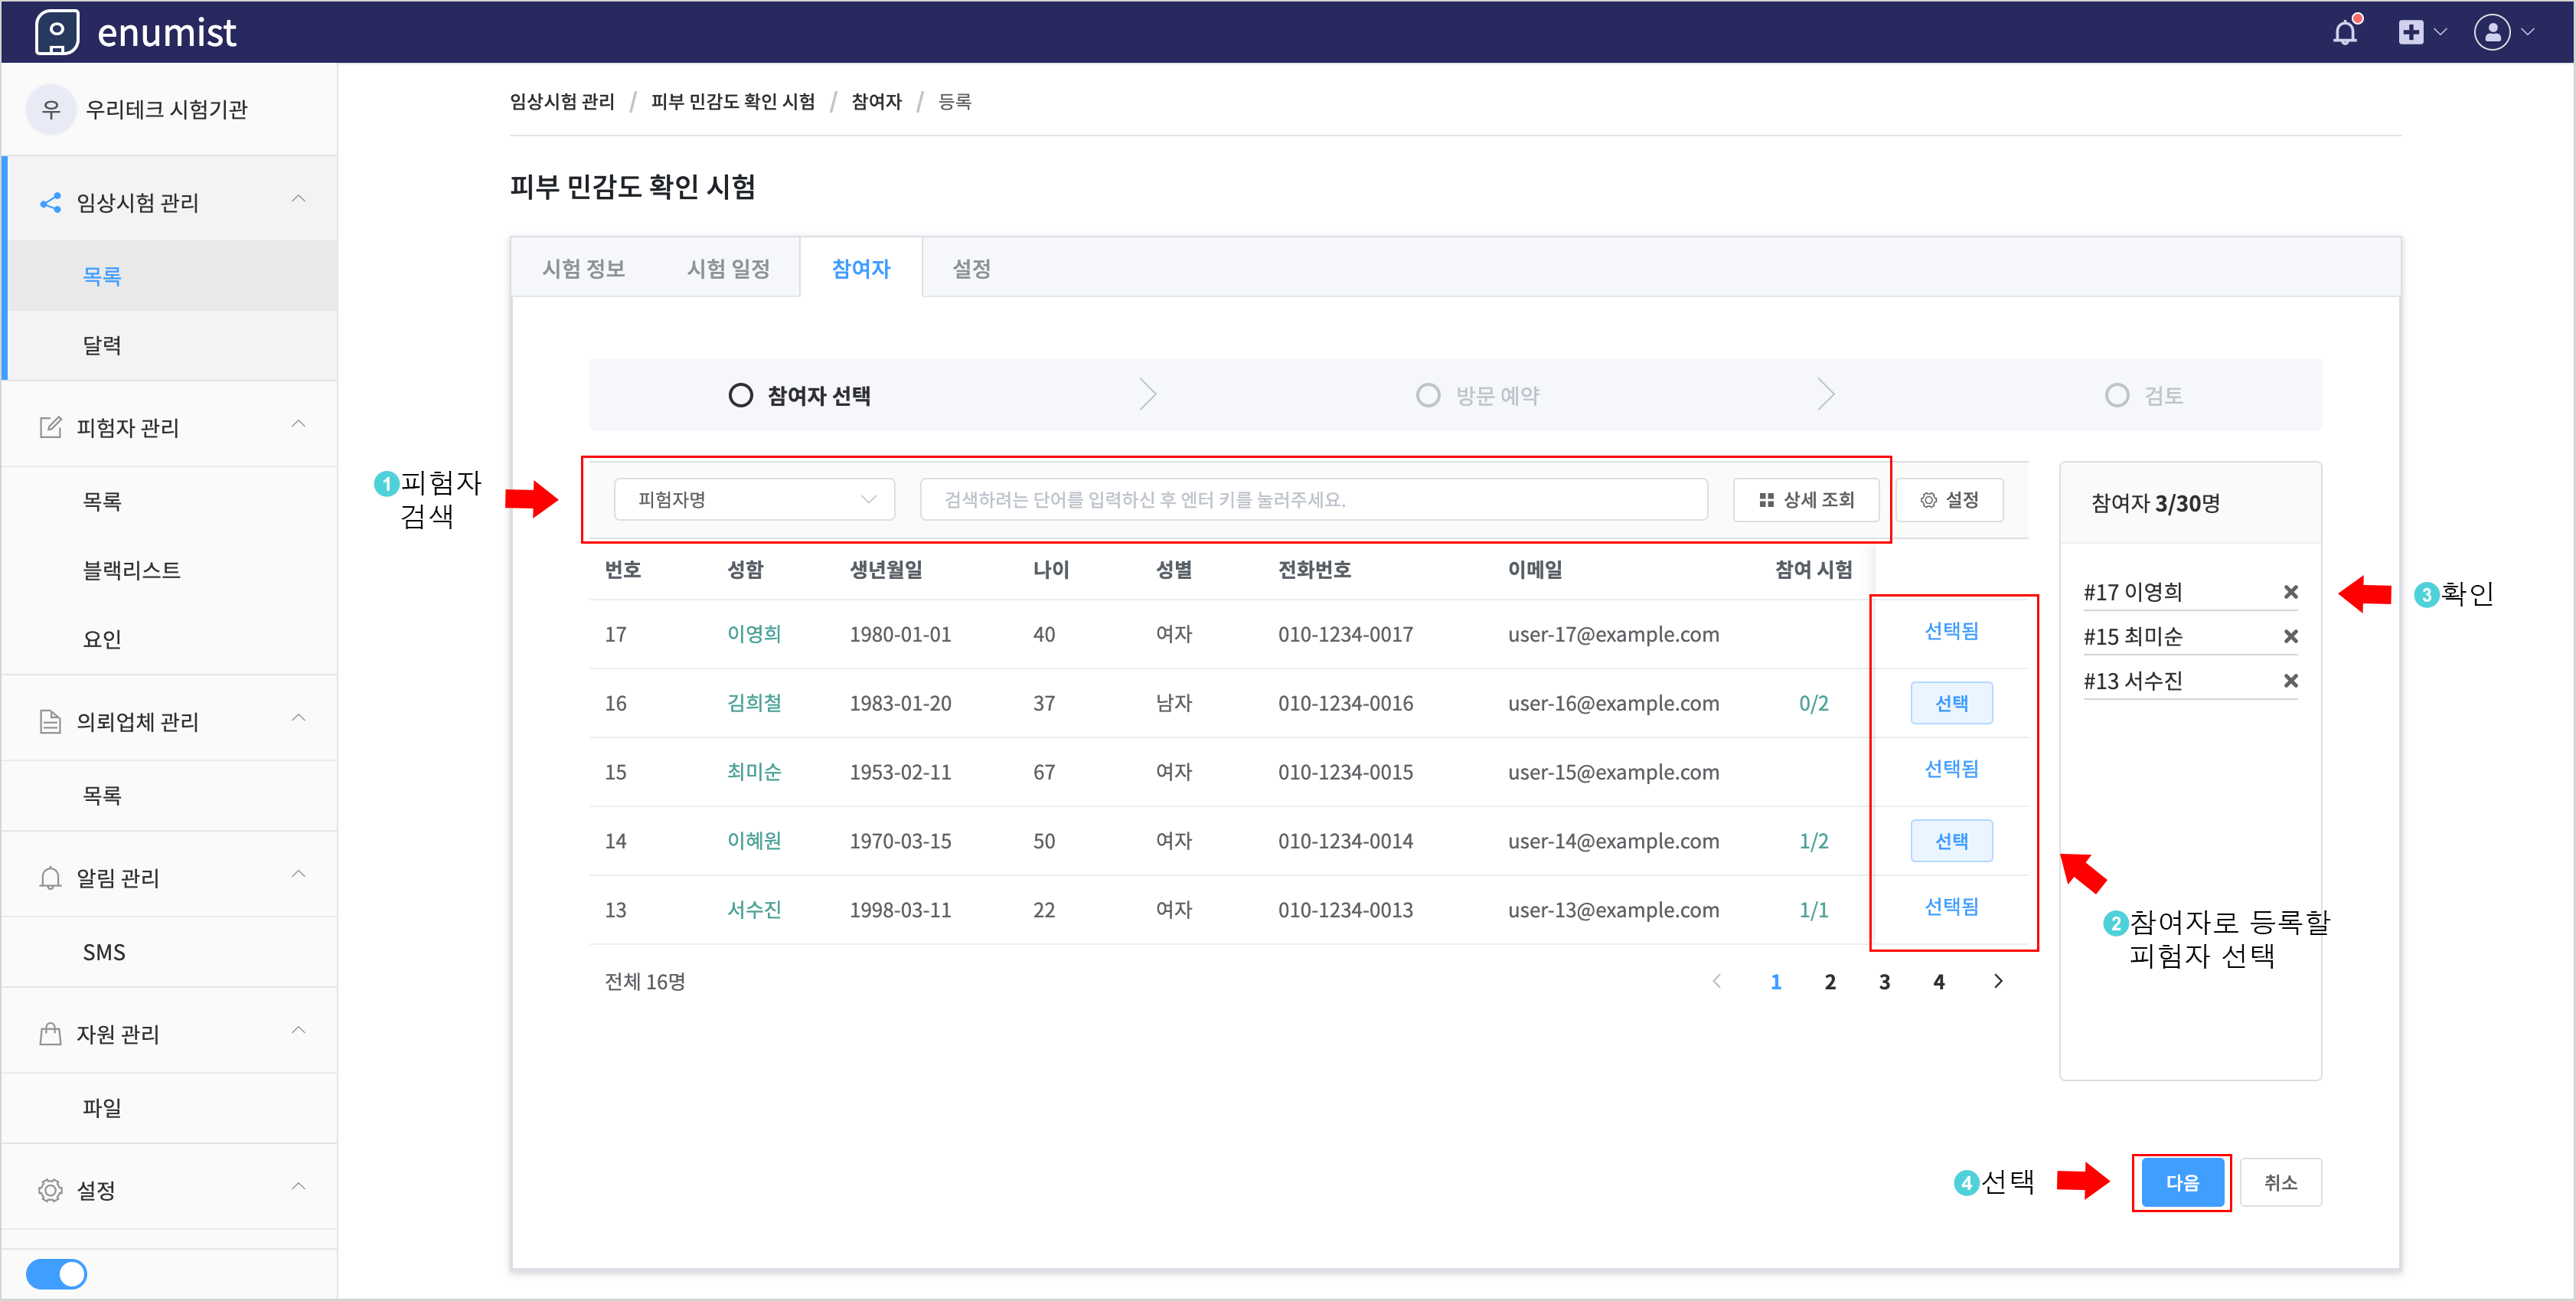 enumist
우 우리테크 시험기관
임상시험 관리
목록
달력
피험자 관리
목록
블랙리스트
요인
의뢰업체 관리
목록
알림 관리
SMS
자원 관리
파일
설정
임상시험 관리 / 피부 민감도 확인 시험 / 참여자 / 등록
피부 민감도 확인 시험
시험 정보 시험 일정 참여자 설정
참여자 선택 방문 예약 검토
1 피험자
검색
피험자명 검색하려는 단어를 입력하신 후 엔터 키를 눌러주세요. 상세 조회 설정
번호 성함 생년월일 나이 성별 전화번호 이메일 참여 시험
17 이영희 1980-01-01 40 여자 010-1234-0017 user-17@example.com 선택됨
16 김희철 1983-01-20 37 남자 010-1234-0016 user-16@example.com 0/2 선택
15 최미순 1953-02-11 67 여자 010-1234-0015 user-15@example.com 선택됨
14 이혜원 1970-03-15 50 여자 010-1234-0014 user-14@example.com 1/2 선택
13 서수진 1998-03-11 22 여자 010-1234-0013 user-13@example.com 1/1 선택됨
전체 16명 1 2 3 4
참여자 3/30명
#17 이영희
#15 최미순
#13 서수진
3 확인
2 참여자로 등록할
피험자 선택
4 선택
다음 취소